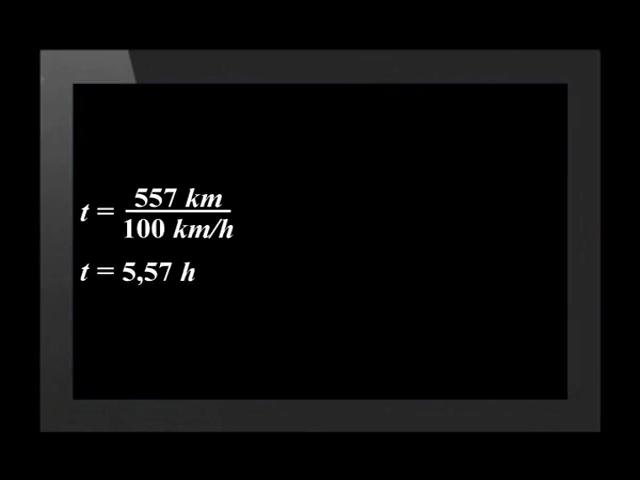 t = 557 km / 100 km/h
t = 5,57 h